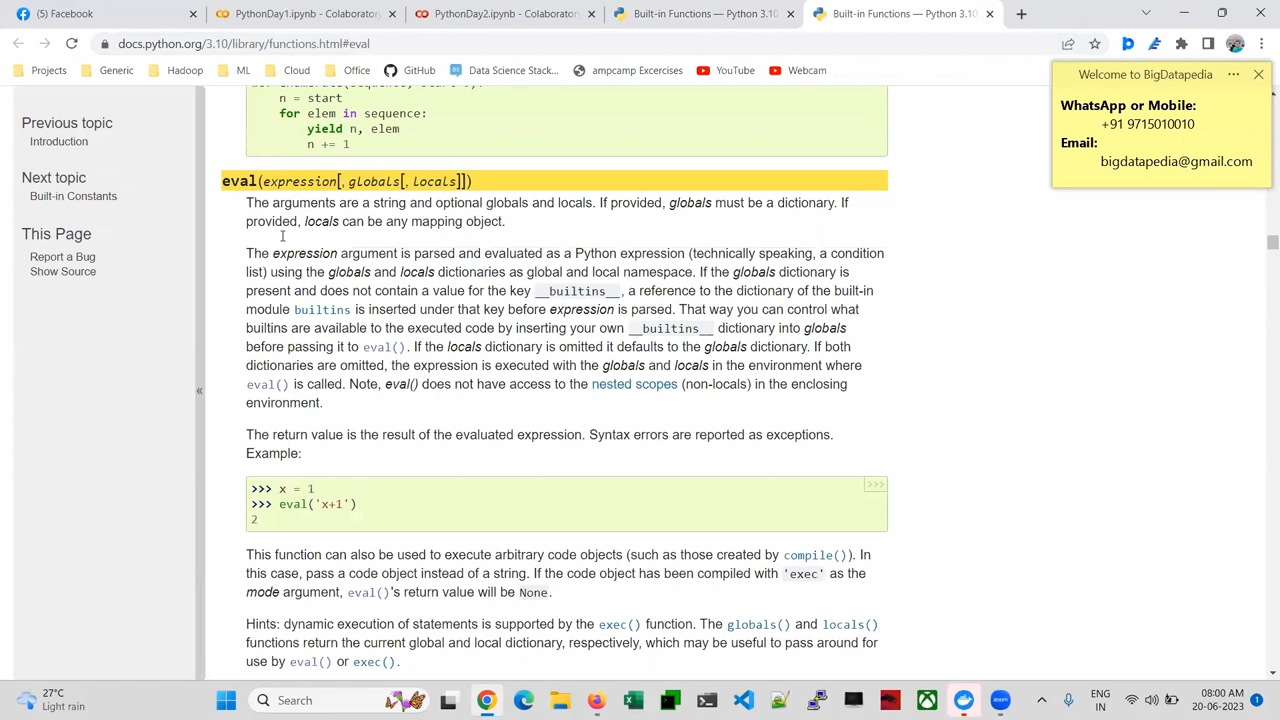 (5) Facebook
PythonDay1.ipynb - Colaborator
PythonDay2.ipynb - Colaborator
Built-in Functions — Python 3.10
Built-in Functions — Python 3.10
docs.python.org/3.10/library/functions.html#eval
Projects
Generic
Hadoop
ML
Cloud
Office
GitHub
Data Science Stack...
ampcamp Excercises
YouTube
Webcam
Welcome to BigDatapedia
WhatsApp or Mobile:
+91 9715010010
Email:
bigdatapedia@gmail.com
Previous topic
Introduction
Next topic
Built-in Constants
This Page
Report a Bug
Show Source
«
n = start
for elem in sequence:
yield n, elem
n += 1
eval(expression[, globals[, locals]])
The arguments are a string and optional globals and locals. If provided, globals must be a dictionary. If
provided, locals can be any mapping object.
The expression argument is parsed and evaluated as a Python expression (technically speaking, a condition
list) using the globals and locals dictionaries as global and local namespace. If the globals dictionary is
present and does not contain a value for the key __builtins__, a reference to the dictionary of the built-in
module builtins is inserted under that key before expression is parsed. That way you can control what
builtins are available to the executed code by inserting your own __builtins__ dictionary into globals
before passing it to eval(). If the locals dictionary is omitted it defaults to the globals dictionary. If both
dictionaries are omitted, the expression is executed with the globals and locals in the environment where
eval() is called. Note, eval() does not have access to the nested scopes (non-locals) in the enclosing
environment.
The return value is the result of the evaluated expression. Syntax errors are reported as exceptions.
Example:
>>> x = 1
>>> eval('x+1')
2
>>>
This function can also be used to execute arbitrary code objects (such as those created by compile()). In
this case, pass a code object instead of a string. If the code object has been compiled with 'exec' as the
mode argument, eval()'s return value will be None.
Hints: dynamic execution of statements is supported by the exec() function. The globals() and locals()
functions return the current global and local dictionary, respectively, which may be useful to pass around for
use by eval() or exec().
27°C
Light rain
Search
ENG
IN
08:00 AM
20-06-2023
1